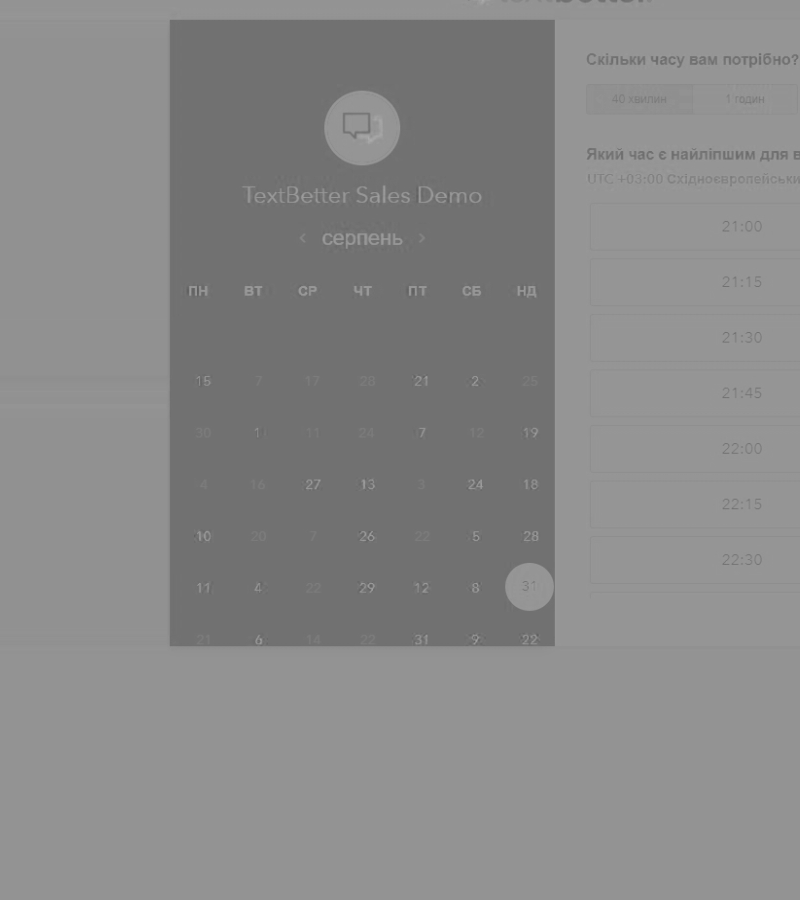 TextBetter Sales Demo
серпень
ПН ВТ СР ЧТ ПТ СБ НД
15 7 17 28 21 2 25
30 1 11 24 7 12 19
4 16 27 13 3 24 18
10 20 7 26 22 5 28
11 4 22 29 12 8 31
21 6 14 22 31 9 22
Скільки часу вам потрібно?
40 хвилин 1 годин
Який час є найліпшим для в
UTC +03:00 Східноєвропейськи
21:00
21:15
21:30
21:45
22:00
22:15
22:30